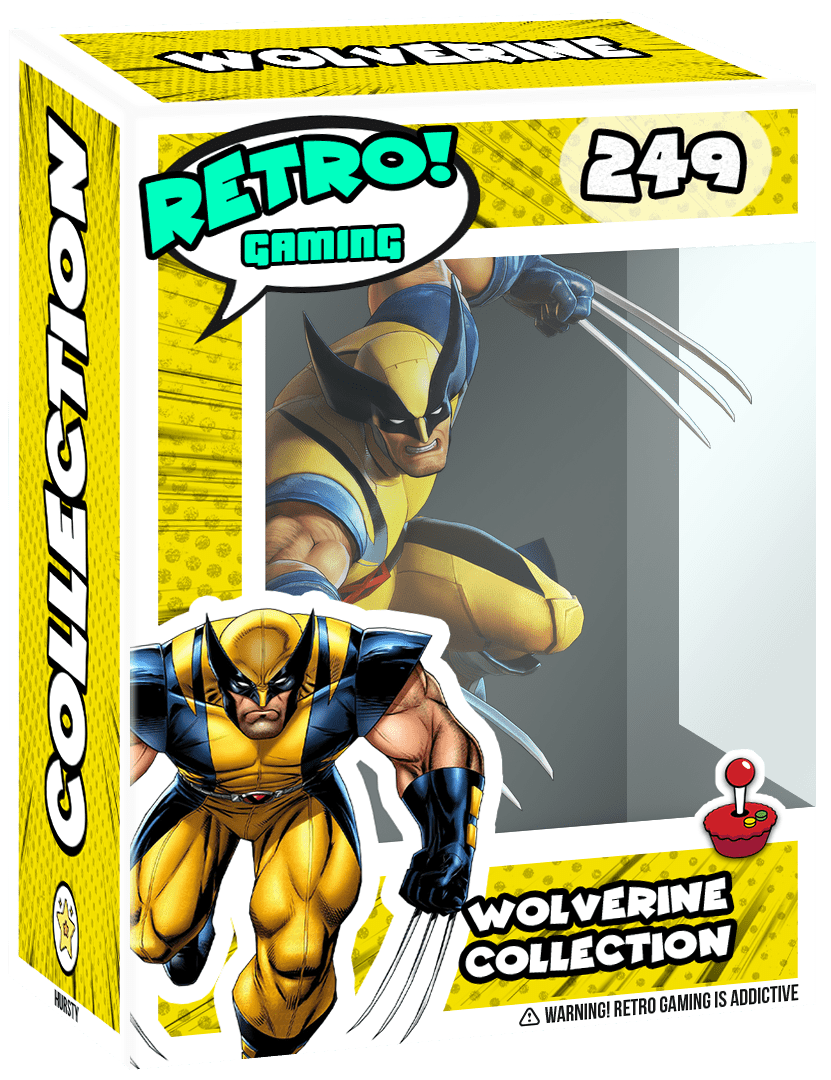 WOLVERINE
COLLECTION
RETRO!
GAMING
249
WOLVERINE
COLLECTION
WARNING! RETRO GAMING IS ADDICTIVE
HURSTY